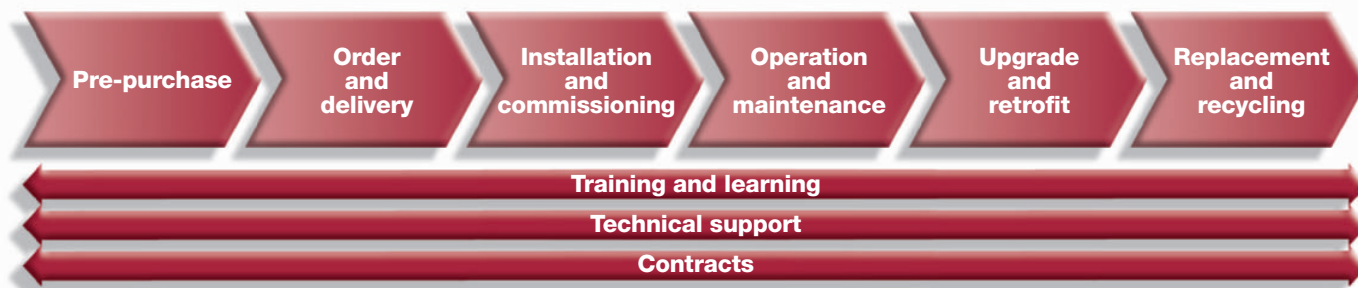 Pre-purchase
Order
and
delivery
Installation
and
commissioning
Operation
and
maintenance
Upgrade
and
retrofit
Replacement
and
recycling
Training and learning
Technical support
Contracts